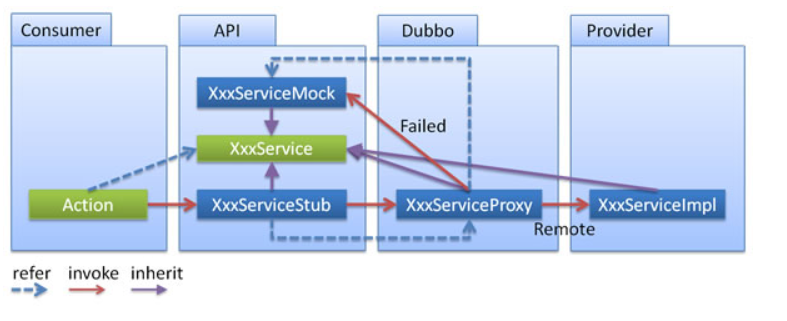 Consumer
API
Dubbo
Provider
XxxServiceMock
Failed
XxxService
Action
XxxServiceStub
XxxServiceProxy
XxxServiceImpl
Remote
refer
invoke
inherit